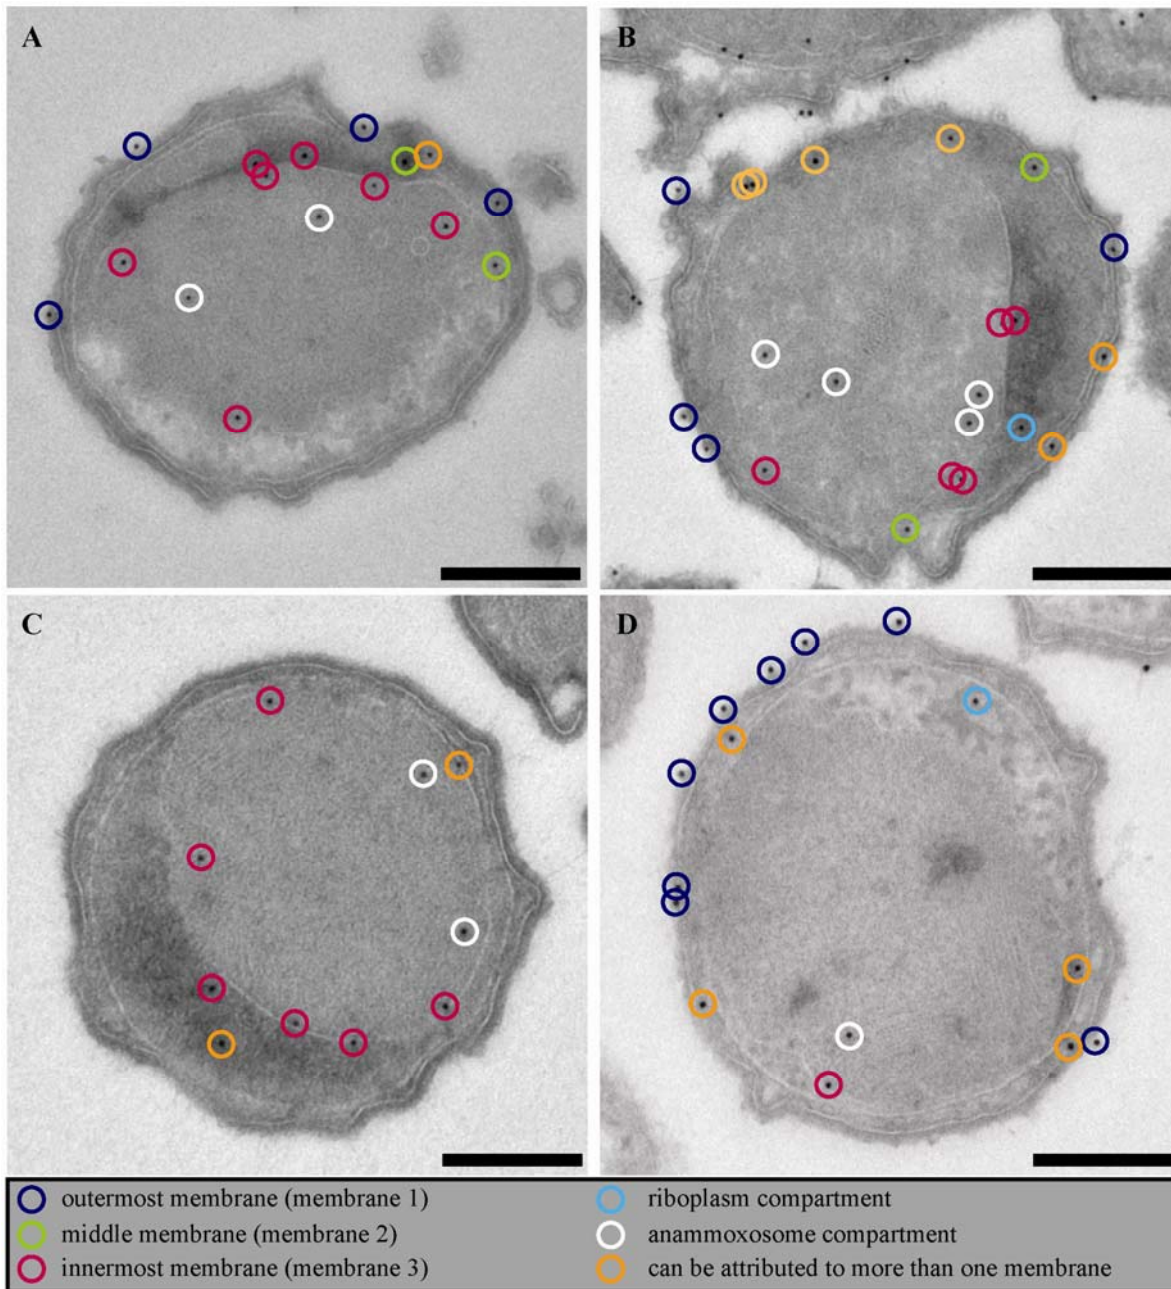 A
B
C
D
outermost membrane (membrane 1)
middle membrane (membrane 2)
innermost membrane (membrane 3)
riboplasm compartment
anammoxosome compartment
can be attributed to more than one membrane